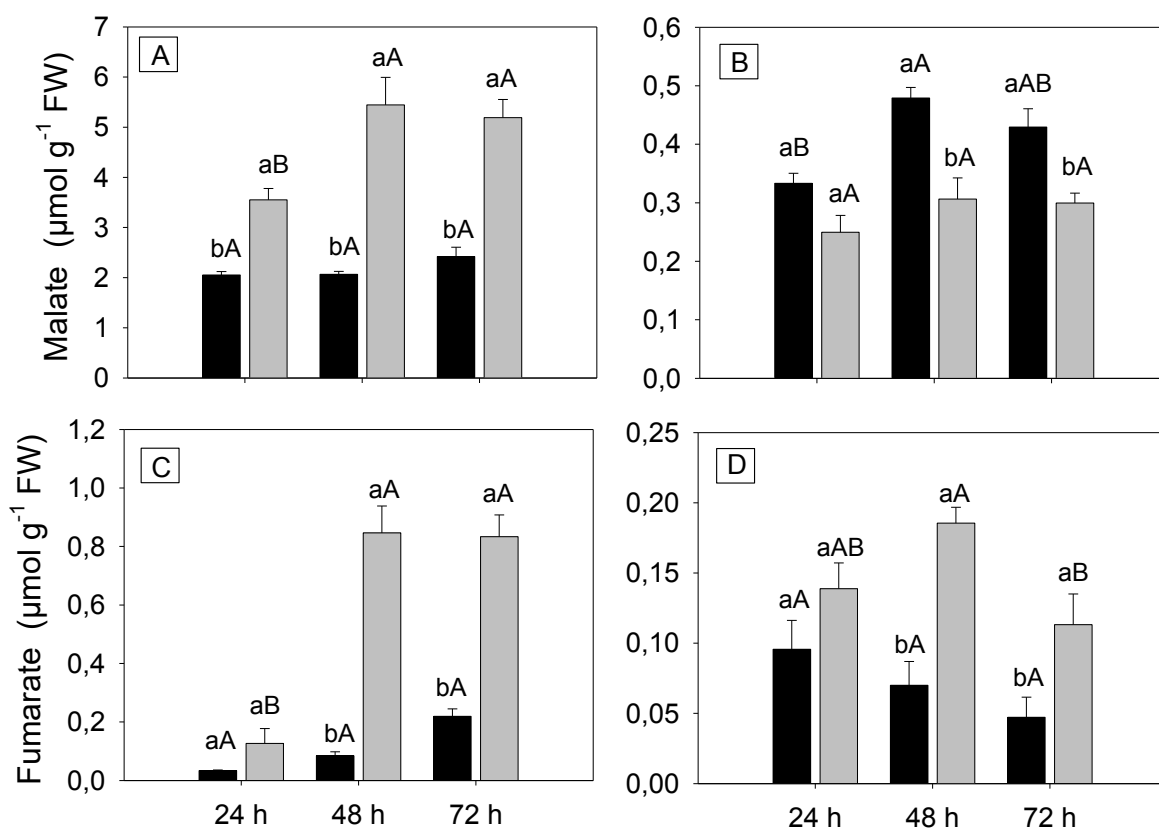 Malate (µmol g⁻¹ FW)
A
7
6
5
4
3
2
1
0
bA
aB
bA
aA
bA
aA
B
0,6
0,5
0,4
0,3
0,2
0,1
0,0
aB
aA
aA
bA
aAB
bA
Fumarate (µmol g⁻¹ FW)
C
1,2
1,0
0,8
0,6
0,4
0,2
0,0
aA
aB
bA
aA
bA
aA
24 h 48 h 72 h
D
0,25
0,20
0,15
0,10
0,05
0,00
aA
aAB
bA
aA
bA
aB
24 h 48 h 72 h